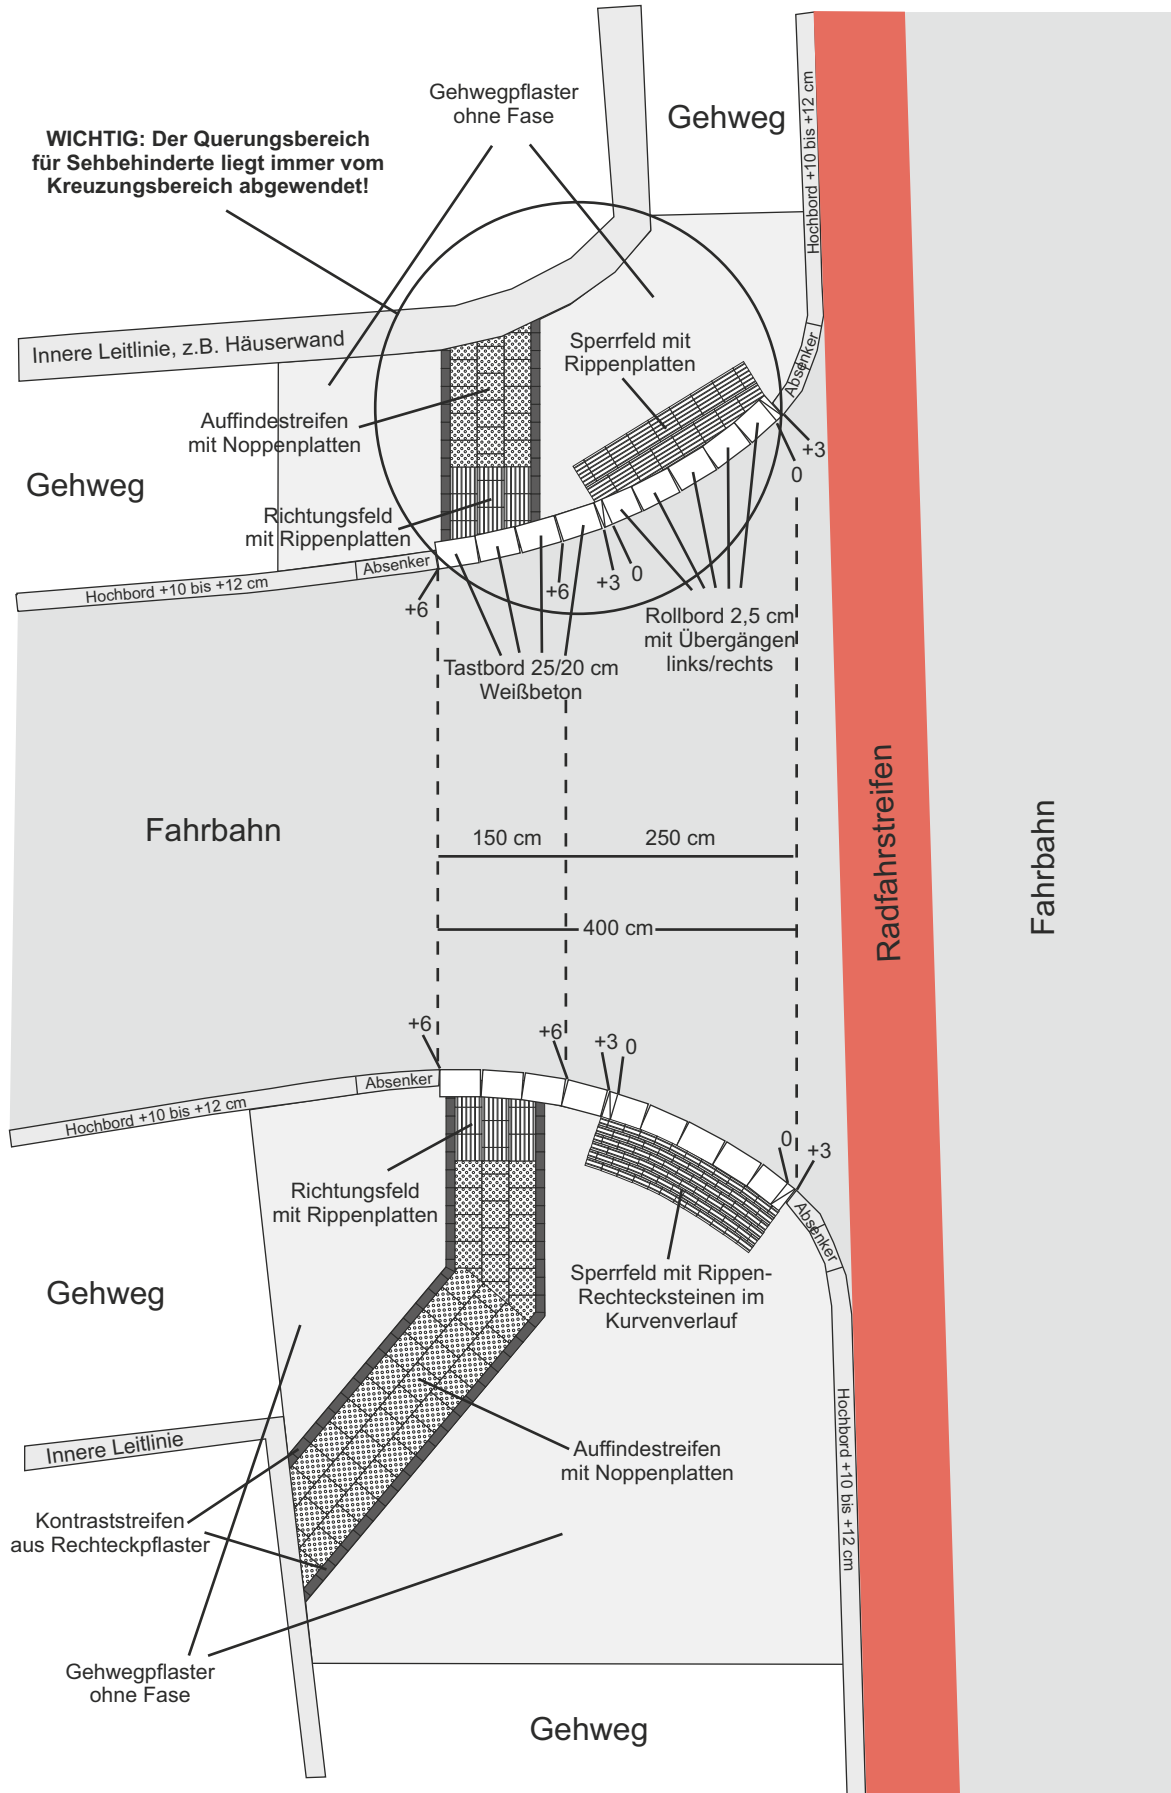 Gehwegpflaster
ohne Fase
Gehweg
Hochbord +10 bis +12 cm
WICHTIG: Der Querungsbereich
für Sehbehinderte liegt immer vom
Kreuzungsbereich abgewendet!
Innere Leitlinie, z.B. Häuserwand
Sperrfeld mit
Rippenplatten
Absenker
Auffindestreifen
mit Noppenplatten
+3
0
Gehweg
Richtungsfeld
mit Rippenplatten
Absenker
Hochbord +10 bis +12 cm
+6
+6
+3
0
Rollbord 2,5 cm
mit Übergängen
links/rechts
Tastbord 25/20 cm
Weißbeton
Fahrbahn
150 cm
250 cm
400 cm
Radfahrstreifen
Fahrbahn
+6
+6
+3
0
Absenker
Hochbord +10 bis +12 cm
0
+3
Richtungsfeld
mit Rippenplatten
Absenker
Gehweg
Sperrfeld mit Rippen-
Rechtecksteinen im
Kurvenverlauf
Hochbord +10 bis +12 cm
Innere Leitlinie
Auffindestreifen
mit Noppenplatten
Kontraststreifen
aus Rechteckpflaster
Gehwegpflaster
ohne Fase
Gehweg